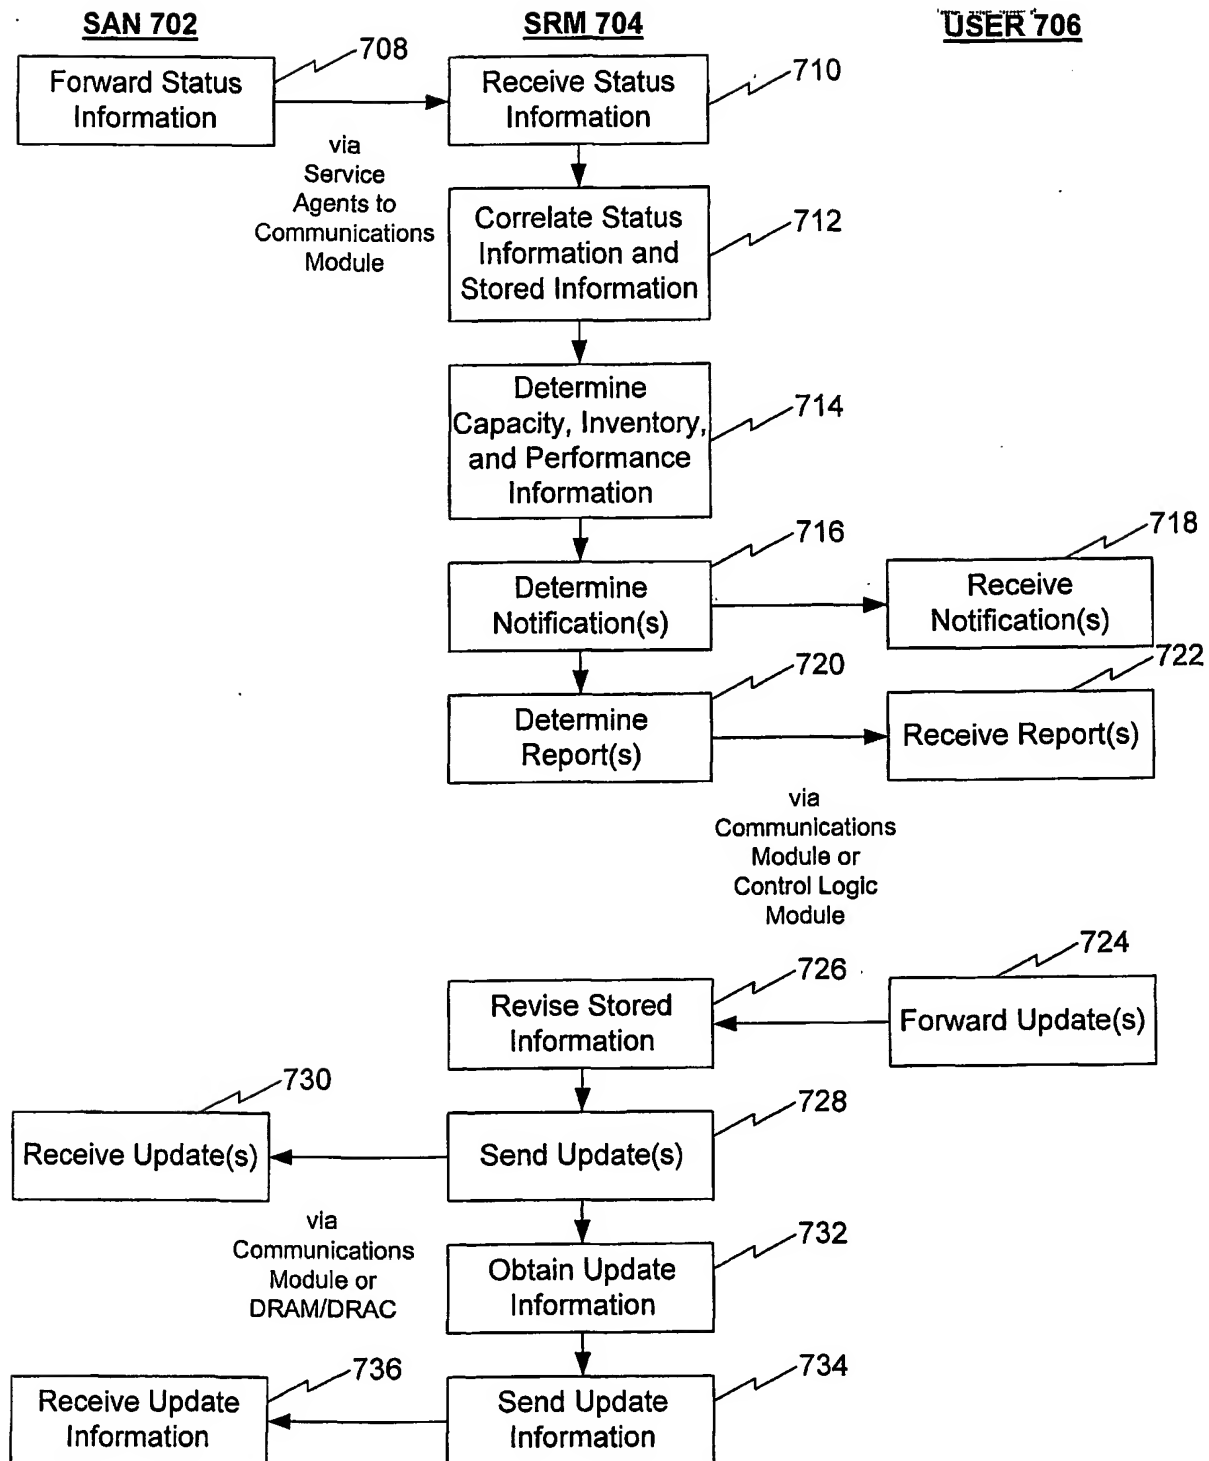 SAN 702
SRM 704
USER 706
708
Forward Status
Information
Receive Status
Information
710
via
Service
Agents to
Communications
Module
Correlate Status
Information and
Stored Information
712
Determine
Capacity, Inventory,
and Performance
Information
714
716
Determine
Notification(s)
718
Receive
Notification(s)
720
Determine
Report(s)
722
Receive Report(s)
via
Communications
Module or
Control Logic
Module
724
Forward Update(s)
726
Revise Stored
Information
728
Send Update(s)
730
Receive Update(s)
via
Communications
Module or
DRAM/DRAC
732
Obtain Update
Information
734
Send Update
Information
736
Receive Update
Information